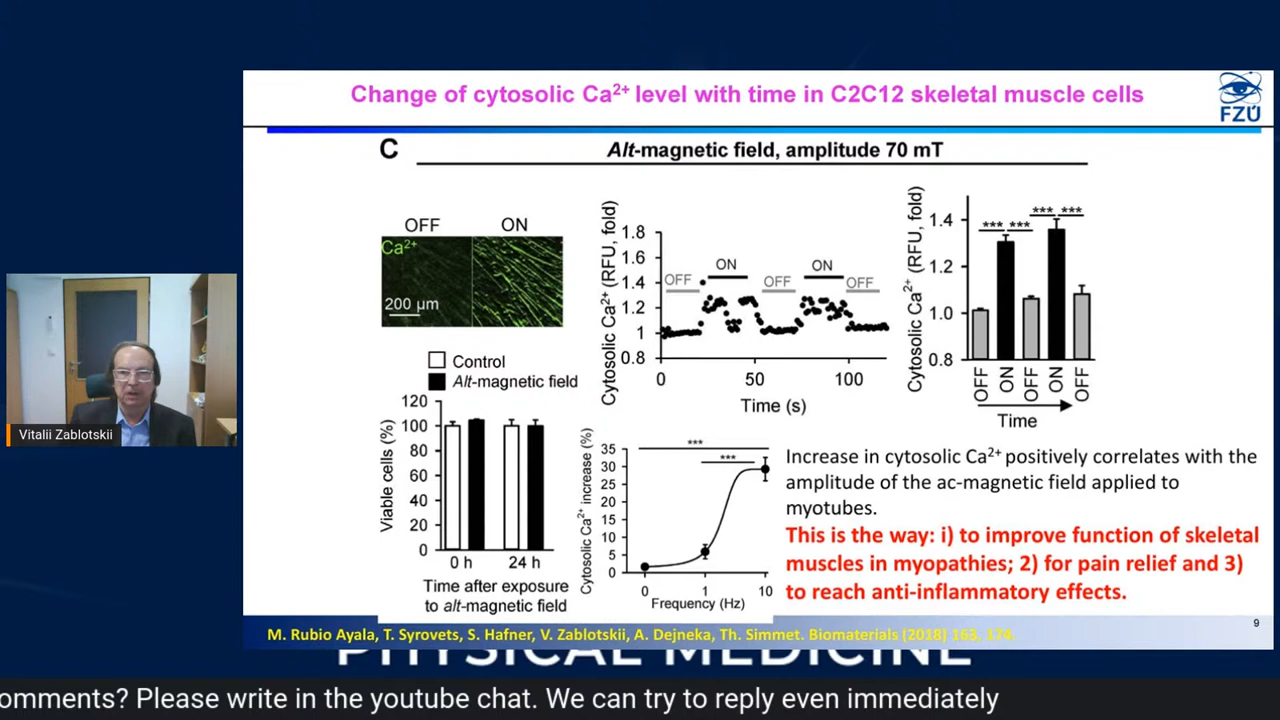 Change of cytosolic Ca²⁺ level with time in C2C12 skeletal muscle cells
FZÚ
C
Alt-magnetic field, amplitude 70 mT
OFF ON
Ca²⁺
200 µm
Control
Alt-magnetic field
Viable cells (%)
120
100
80
60
40
20
0
0 h 24 h
Time after exposure
to alt-magnetic field
Cytosolic Ca²⁺ (RFU, fold)
1.8
1.6
1.4
1.2
1
0.8
OFF ON OFF ON OFF
0 50 100
Time (s)
Cytosolic Ca²⁺ increase (%)
35
30
25
20
15
10
5
0
***
***
0 1 10
Frequency (Hz)
Cytosolic Ca²⁺ (RFU, fold)
1.4
1.2
1.0
0.8
*** *** *** ***
OFF ON OFF ON OFF
Time
Increase in cytosolic Ca²⁺ positively correlates with the
amplitude of the ac-magnetic field applied to
myotubes.
This is the way: i) to improve function of skeletal
muscles in myopathies; 2) for pain relief and 3)
to reach anti-inflammatory effects.
9
M. Rubio Ayala, T. Syrovets, S. Hafner, V. Zablotskii, A. Dejneka, Th. Simmet. Biomaterials (2018) 163, 174.
Vitalii Zablotskii
PHYSICAL MEDICINE
omments? Please write in the youtube chat. We can try to reply even immediately